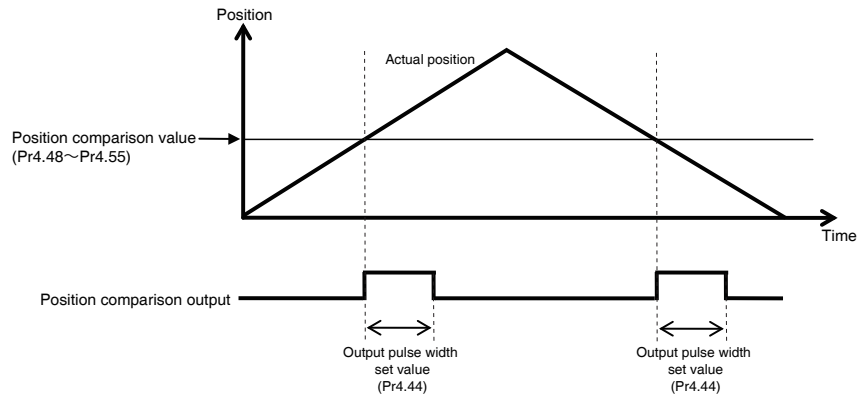 Position
Actual position
Position comparison value
(Pr4.48～Pr4.55)
Time
Position comparison output
Output pulse width
set value
(Pr4.44)
Output pulse width
set value
(Pr4.44)